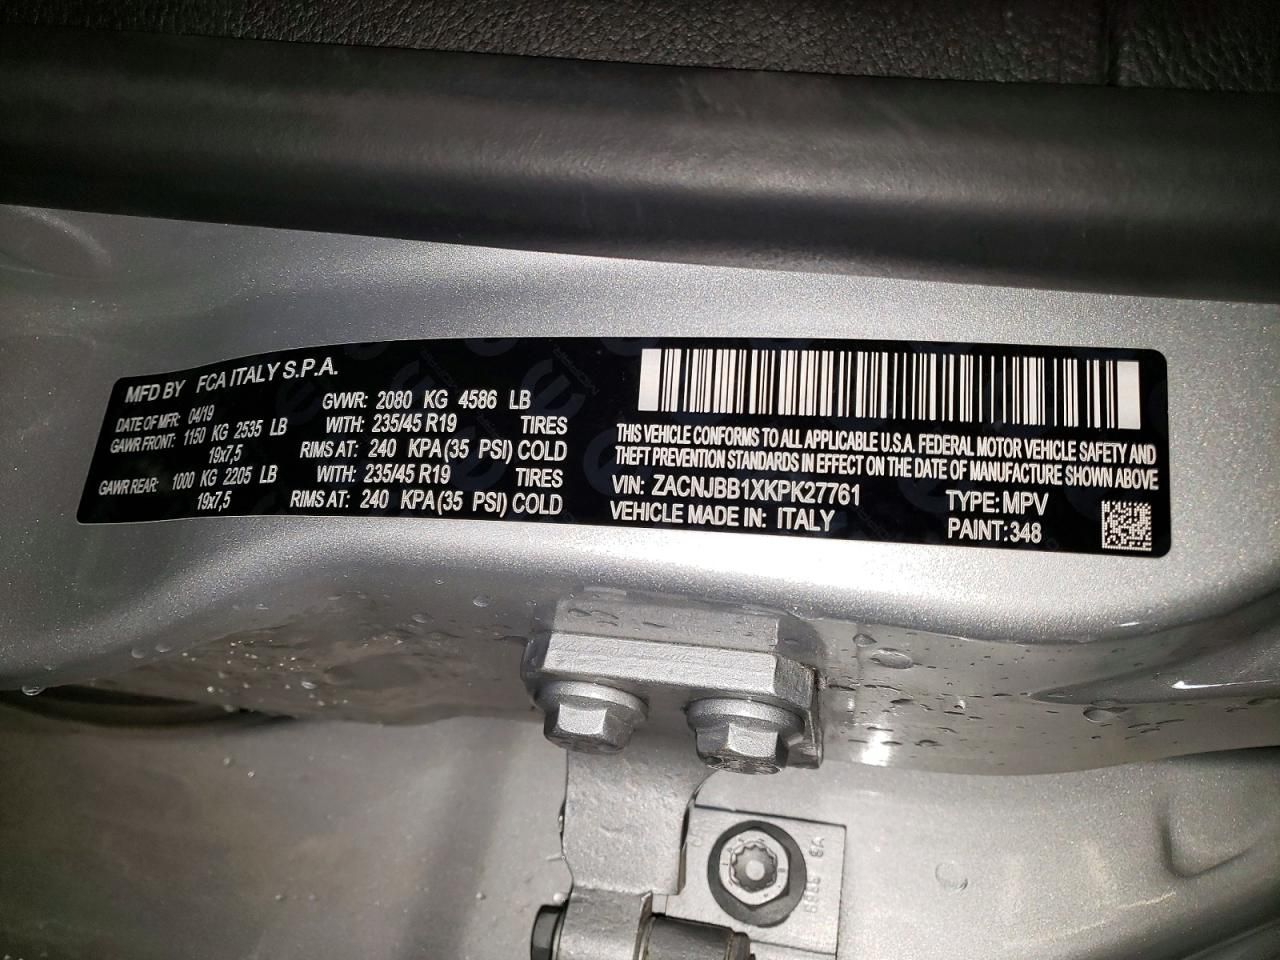 MFD BY FCA ITALY S.P.A.
DATE OF MFR: 04/19 GVWR: 2080 KG 4586 LB
GAWR FRONT: 1150 KG 2535 LB WITH: 235/45 R19 TIRES
19x7,5 RIMS AT: 240 KPA(35 PSI) COLD
GAWR REAR: 1000 KG 2205 LB WITH: 235/45 R19 TIRES
19x7,5 RIMS AT: 240 KPA(35 PSI) COLD
THIS VEHICLE CONFORMS TO ALL APPLICABLE U.S.A. FEDERAL MOTOR VEHICLE SAFETY AND
THEFT PREVENTION STANDARDS IN EFFECT ON THE DATE OF MANUFACTURE SHOWN ABOVE
VIN: ZACNJBB1XKPK27761 TYPE: MPV
VEHICLE MADE IN: ITALY PAINT: 348